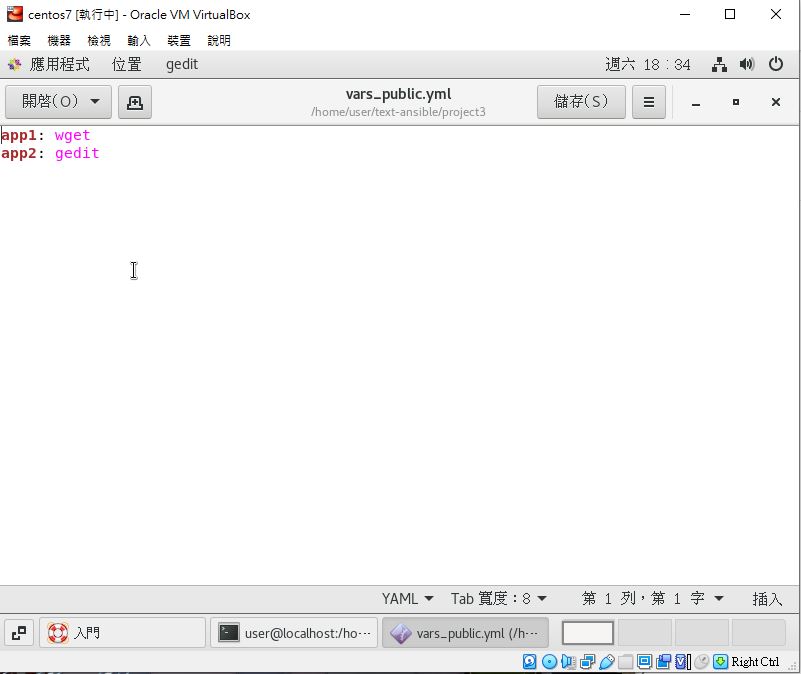 centos7 [執行中] - Oracle VM VirtualBox
檔案 機器 檢視 輸入 裝置 說明
應用程式 位置 gedit 週六 18:34
開啓(O) vars_public.yml 儲存(S)
/home/user/text-ansible/project3
app1: wget
app2: gedit
YAML Tab 寬度：8 第 1 列，第 1 字 插入
入門 user@localhost:/ho⋯ vars_public.yml (/h⋯
Right Ctrl